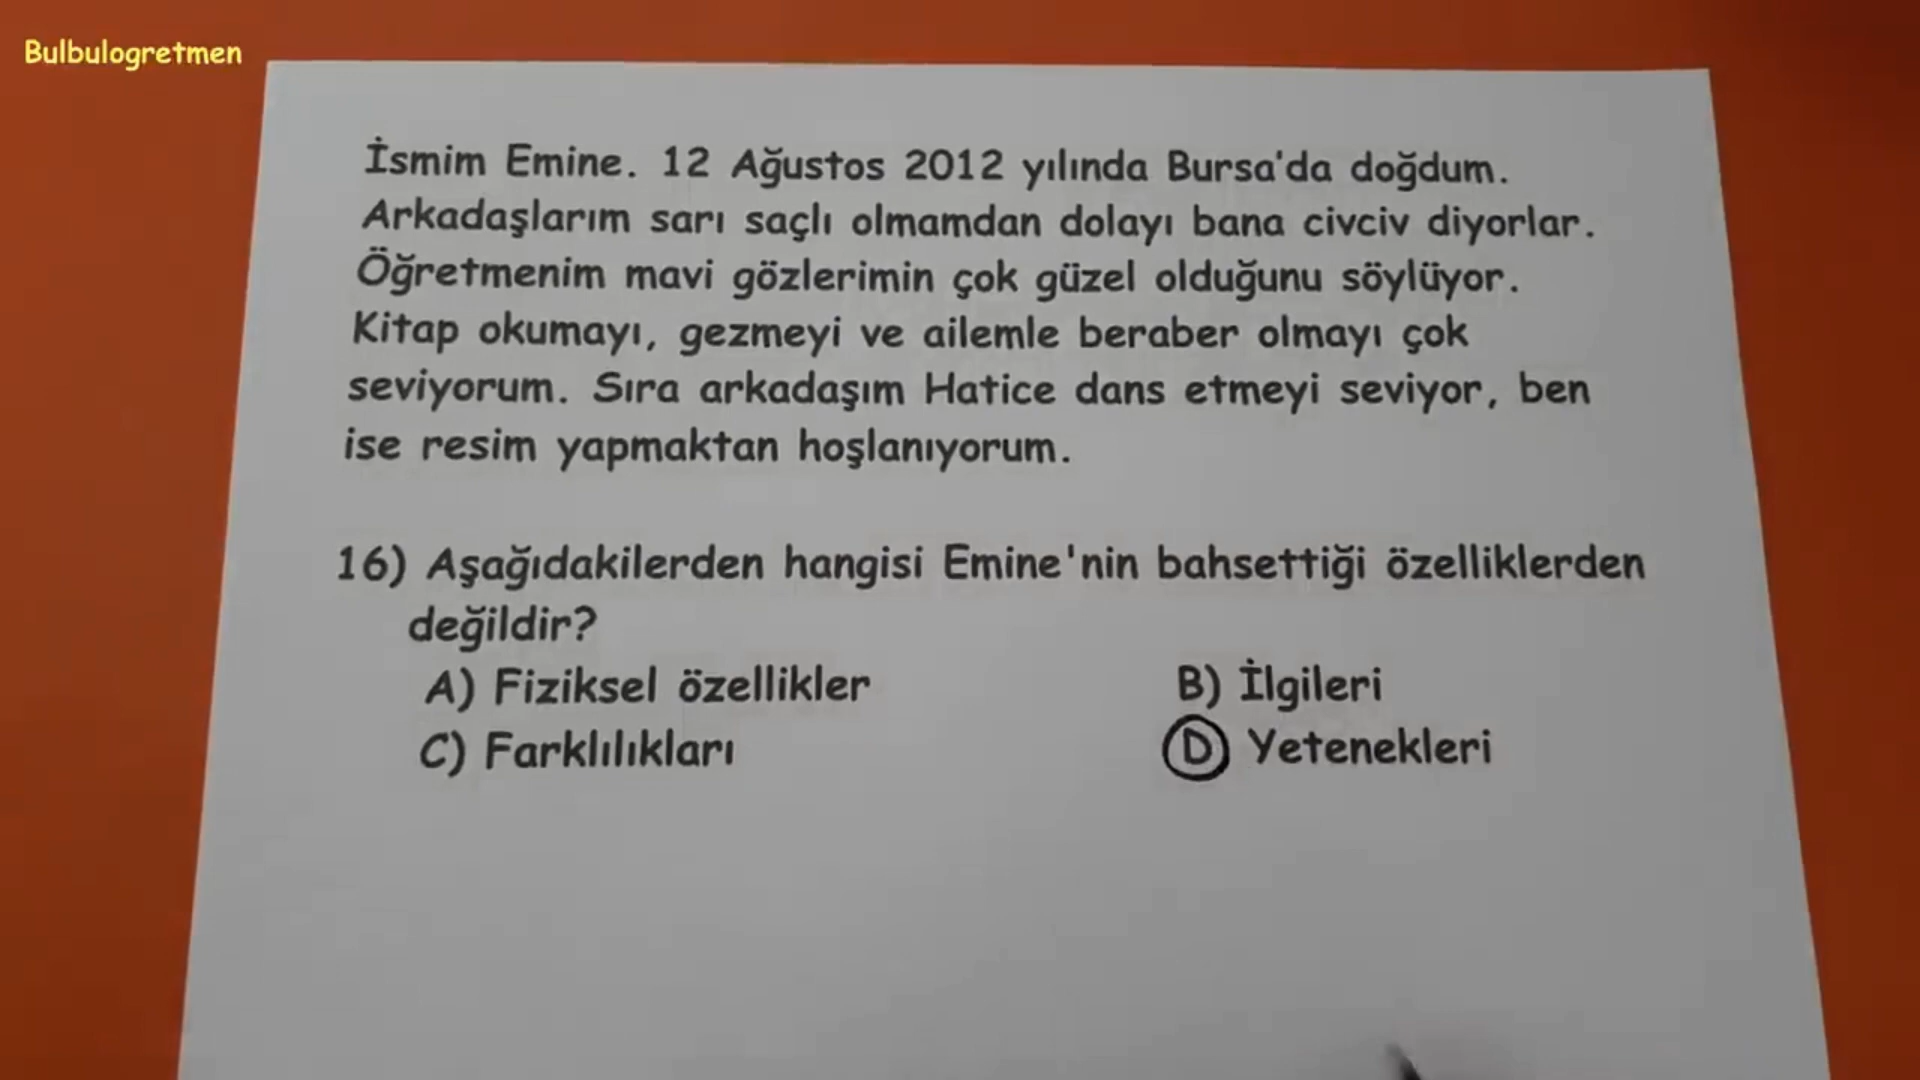 Bulbulogretmen
İsmim Emine. 12 Ağustos 2012 yılında Bursa'da doğdum.
Arkadaşlarım sarı saçlı olmamdan dolayı bana civciv diyorlar.
Öğretmenim mavi gözlerimin çok güzel olduğunu söylüyor.
Kitap okumayı, gezmeyi ve ailemle beraber olmayı çok
seviyorum. Sıra arkadaşım Hatice dans etmeyi seviyor, ben
ise resim yapmaktan hoşlanıyorum.
16) Aşağıdakilerden hangisi Emine'nin bahsettiği özelliklerden
değildir?
A) Fiziksel özellikler B) İlgileri
C) Farklılıkları D) Yetenekleri